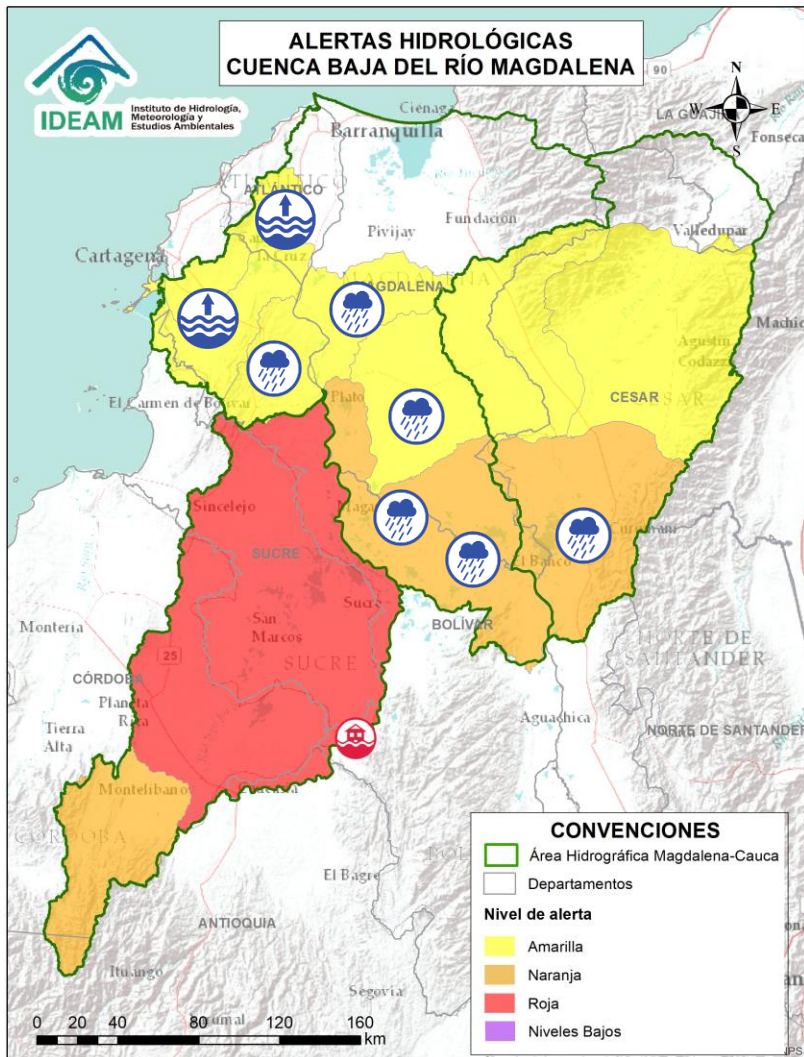 ALERTAS HIDROLÓGICAS
CUENCA BAJA DEL RÍO MAGDALENA
IDEAM
Instituto de Hidrología,
Meteorología y
Estudios Ambientales
N
W
E
S
90
Ciénaga
LA GUAJIRA
Barranquilla
Fonseca
ATLÁNTICO
Fundación
Pivijay
Valledupar
Cartagena
la Cruz
MAGDALENA
Agustín
Codazzi
El Carmen de Bolívar
Plato
CESAR
Sincelejo
El Banco
SUCRE
Sucre
San
Marcos
BOLÍVAR
Montería
25
SUCRE
NORTE DE
SANTANDER
CÓRDOBA
Planeta
Rica
Aguachica
Tierra
Alta
NORTE DE SANTANDER
Montelibano
CÓRDOBA
El Bagre
ANTIOQUIA
Ituango
Segovia
0 20 40 80 120 160
km
CONVENCIONES
Área Hidrográfica Magdalena-Cauca
Departamentos
Nivel de alerta
Amarilla
Naranja
Roja
Niveles Bajos